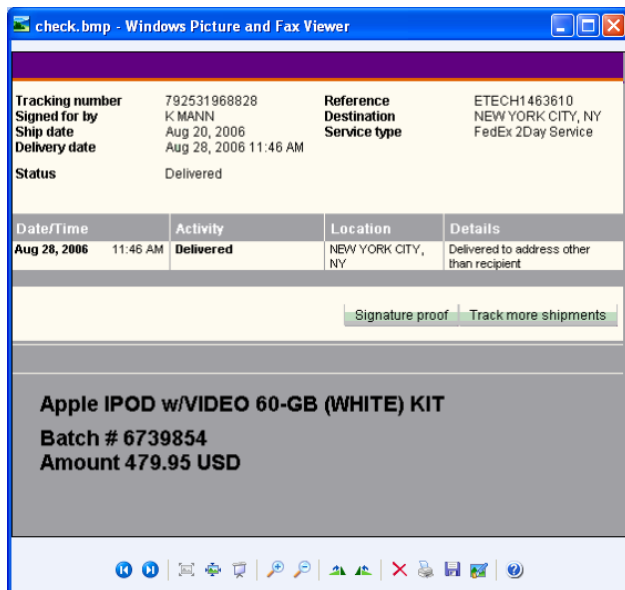 check.bmp - Windows Picture and Fax Viewer
Tracking number 792531968828 Reference ETECH1463610
Signed for by K MANN Destination NEW YORK CITY, NY
Ship date Aug 20, 2006 Service type FedEx 2Day Service
Delivery date Aug 28, 2006 11:46 AM
Status Delivered
Date/Time Activity Location Details
Aug 28, 2006 11:46 AM Delivered NEW YORK CITY, Delivered to address other
NY than recipient
Signature proof Track more shipments
Apple IPOD w/VIDEO 60-GB (WHITE) KIT
Batch # 6739854
Amount 479.95 USD